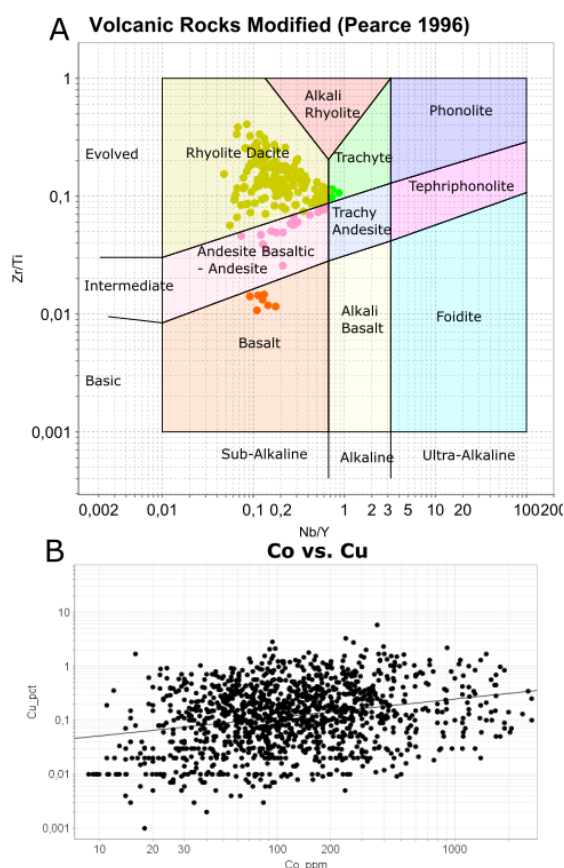 A Volcanic Rocks Modified (Pearce 1996)
1
0,1
0,01
0,001
Zr/Ti
Evolved
Intermediate
Basic
Alkali
Rhyolite
Phonolite
Rhyolite Dacite
Trachyte
Tephriphonolite
Trachy
Andesite
Andesite Basaltic
- Andesite
Alkali
Basalt
Foidite
Basalt
Sub-Alkaline
Alkaline
Ultra-Alkaline
0,002 0,01 0,1 0,2 1 2 3 5 10 20 100 200
Nb/Y
B Co vs. Cu
10
1
0,1
0,01
0,001
Cu_pct
10 20 30 100 200 1000
Co_ppm